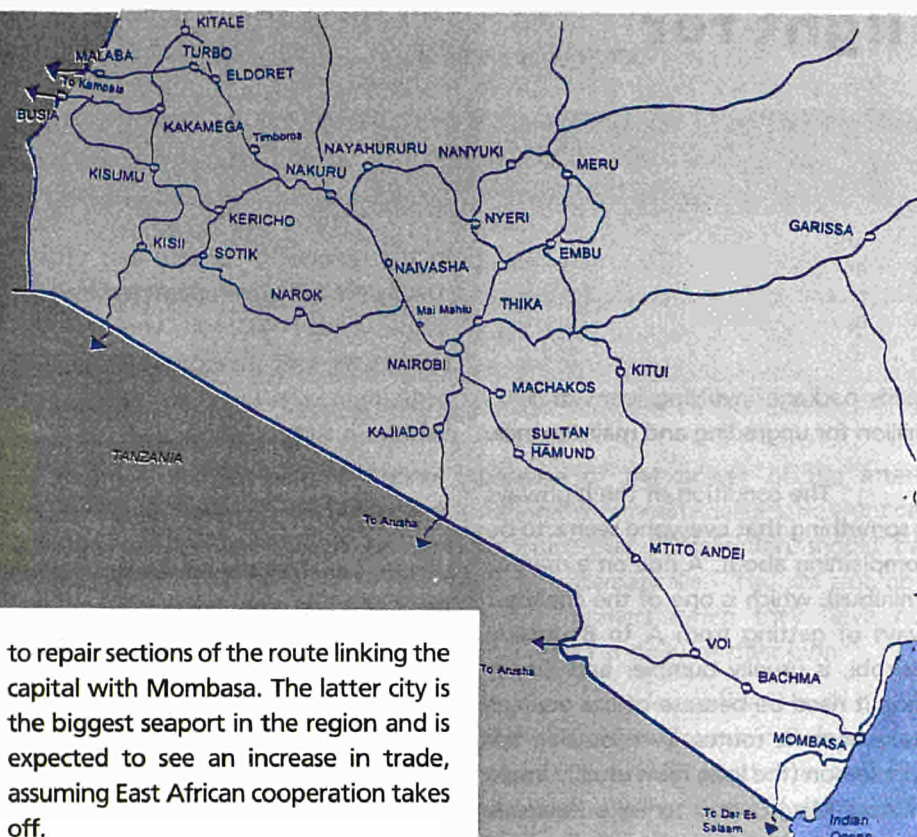 KITALE
MALABA
TURBO
ELDORET
To Kampala
BUSIA
KAKAMEGA
Timboroa
NAYAHURURU
NANYUKI
MERU
KISUMU
NAKURU
KERICHO
NYERI
GARISSA
KISII
SOTIK
EMBU
NAIVASHA
NAROK
Mai Mahiu
THIKA
NAIROBI
KITUI
MACHAKOS
KAJIADO
SULTAN
HAMUND
TANZANIA
To Arusha
MTITO ANDEI
VOI
To Arusha
BACHMA
MOMBASA
To Dar Es
Salaam
Indian
Ocean
to repair sections of the route linking the
capital with Mombasa. The latter city is
the biggest seaport in the region and is
expected to see an increase in trade,
assuming East African cooperation takes
off.